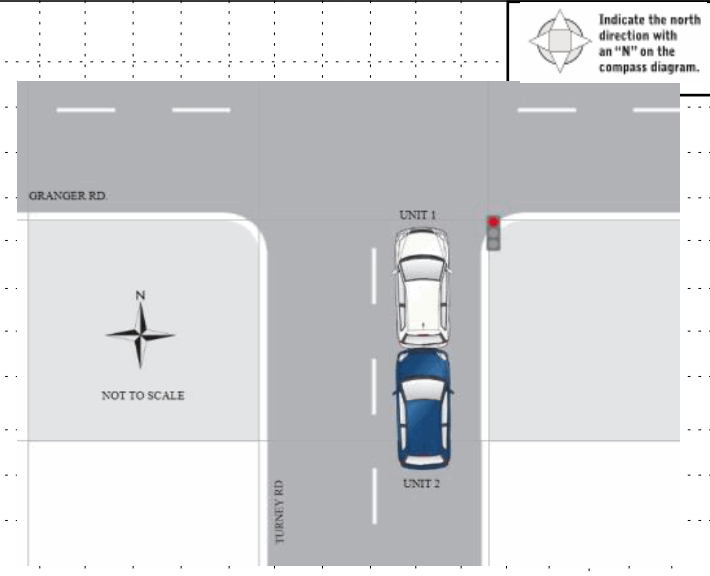 Indicate the north
direction with
an “N” on the
compass diagram.
GRANGER RD.
UNIT 1
N
NOT TO SCALE
UNIT 2
TURNEY RD